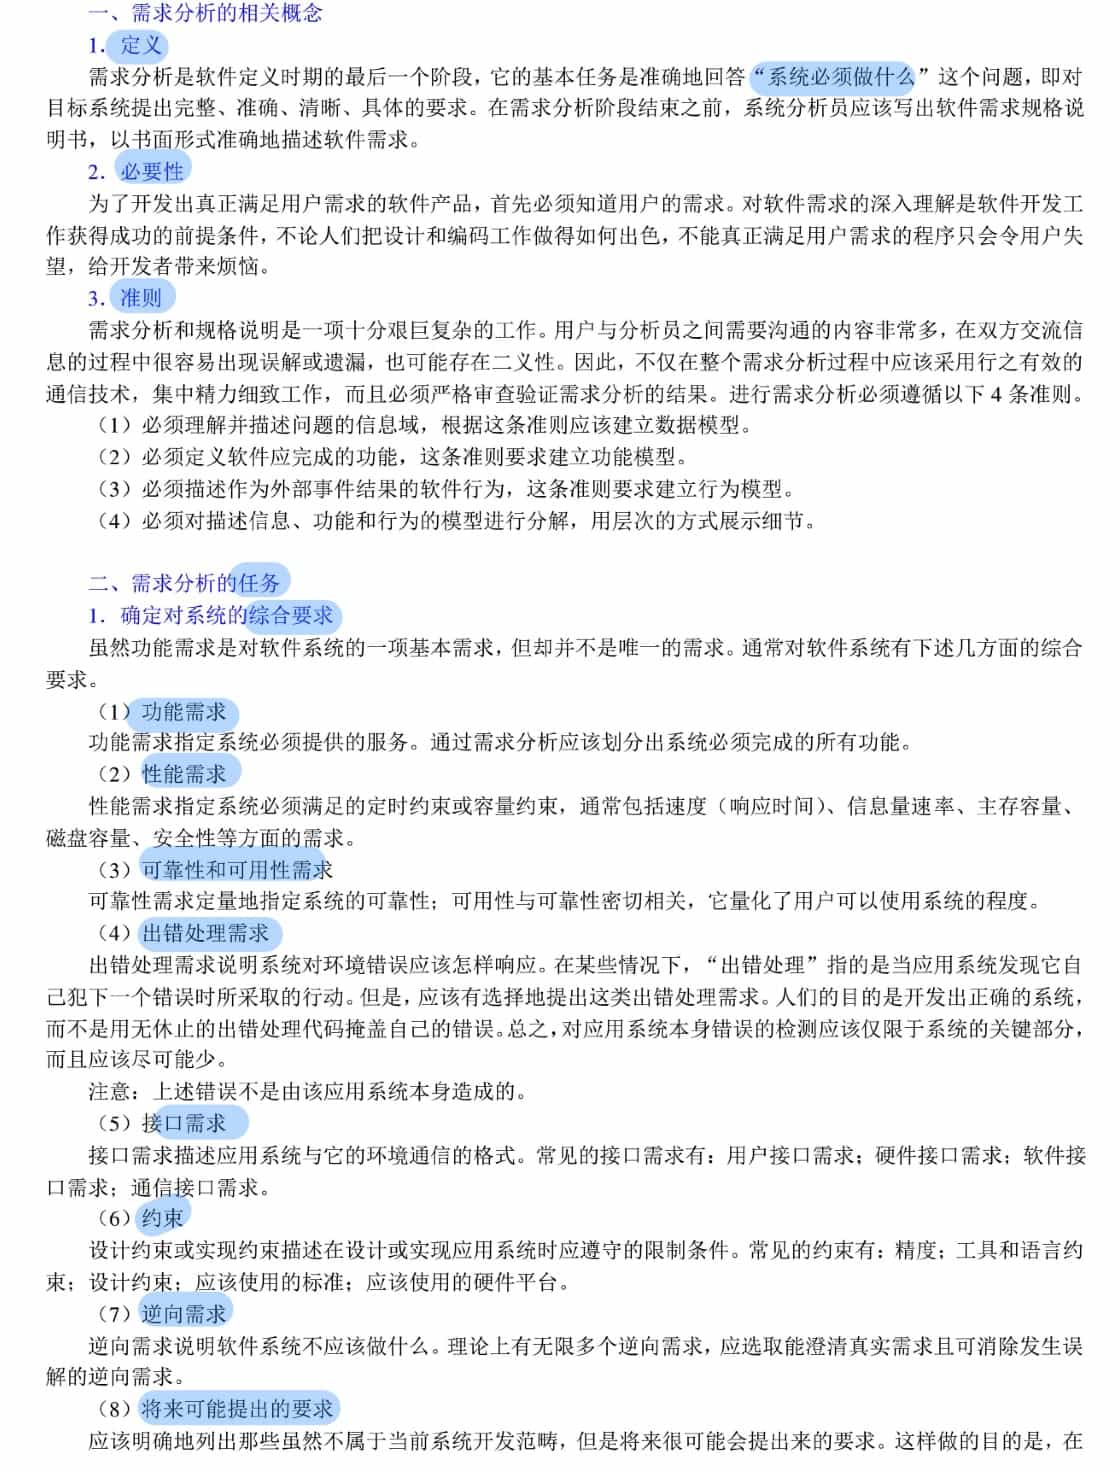 一、需求分析的相关概念
1. 定义
需求分析是软件定义时期的最后一个阶段，它的基本任务是准确地回答“系统必须做什么”这个问题，即对
目标系统提出完整、准确、清晰、具体的要求。在需求分析阶段结束之前，系统分析员应该写出软件需求规格说
明书，以书面形式准确地描述软件需求。
2. 必要性
为了开发出真正满足用户需求的软件产品，首先必须知道用户的需求。对软件需求的深入理解是软件开发工
作获得成功的前提条件，不论人们把设计和编码工作做得如何出色，不能真正满足用户需求的程序只会令用户失
望，给开发者带来烦恼。
3. 准则
需求分析和规格说明是一项十分艰巨复杂的工作。用户与分析员之间需要沟通的内容非常多，在双方交流信
息的过程中很容易出现误解或遗漏，也可能存在二义性。因此，不仅在整个需求分析过程中应该采用行之有效的
通信技术，集中精力细致工作，而且必须严格审查验证需求分析的结果。进行需求分析必须遵循以下 4 条准则。
（1）必须理解并描述问题的信息域，根据这条准则应该建立数据模型。
（2）必须定义软件应完成的功能，这条准则要求建立功能模型。
（3）必须描述作为外部事件结果的软件行为，这条准则要求建立行为模型。
（4）必须对描述信息、功能和行为的模型进行分解，用层次的方式展示细节。
二、需求分析的任务
1. 确定对系统的综合要求
虽然功能需求是对软件系统的一项基本需求，但却并不是唯一的需求。通常对软件系统有下述几方面的综合
要求。
（1）功能需求
功能需求指定系统必须提供的服务。通过需求分析应该划分出系统必须完成的所有功能。
（2）性能需求
性能需求指定系统必须满足的定时约束或容量约束，通常包括速度（响应时间）、信息量速率、主存容量、
磁盘容量、安全性等方面的需求。
（3）可靠性和可用性需求
可靠性需求定量地指定系统的可靠性；可用性与可靠性密切相关，它量化了用户可以使用系统的程度。
（4）出错处理需求
出错处理需求说明系统对环境错误应该怎样响应。在某些情况下，“出错处理”指的是当应用系统发现它自
己犯下一个错误时所采取的行动。但是，应该有选择地提出这类出错处理需求。人们的目的是开发出正确的系统，
而不是用无休止的出错处理代码掩盖自己的错误。总之，对应用系统本身错误的检测应该仅限于系统的关键部分，
而且应该尽可能少。
注意：上述错误不是由该应用系统本身造成的。
（5）接口需求
接口需求描述应用系统与它的环境通信的格式。常见的接口需求有：用户接口需求；硬件接口需求；软件接
口需求；通信接口需求。
（6）约束
设计约束或实现约束描述在设计或实现应用系统时应遵守的限制条件。常见的约束有：精度；工具和语言约
束；设计约束；应该使用的标准；应该使用的硬件平台。
（7）逆向需求
逆向需求说明软件系统不应该做什么。理论上有无限多个逆向需求，应选取能澄清真实需求且可消除发生误
解的逆向需求。
（8）将来可能提出的要求
应该明确地列出那些虽然不属于当前系统开发范畴，但是将来很可能会提出来的要求。这样做的目的是，在